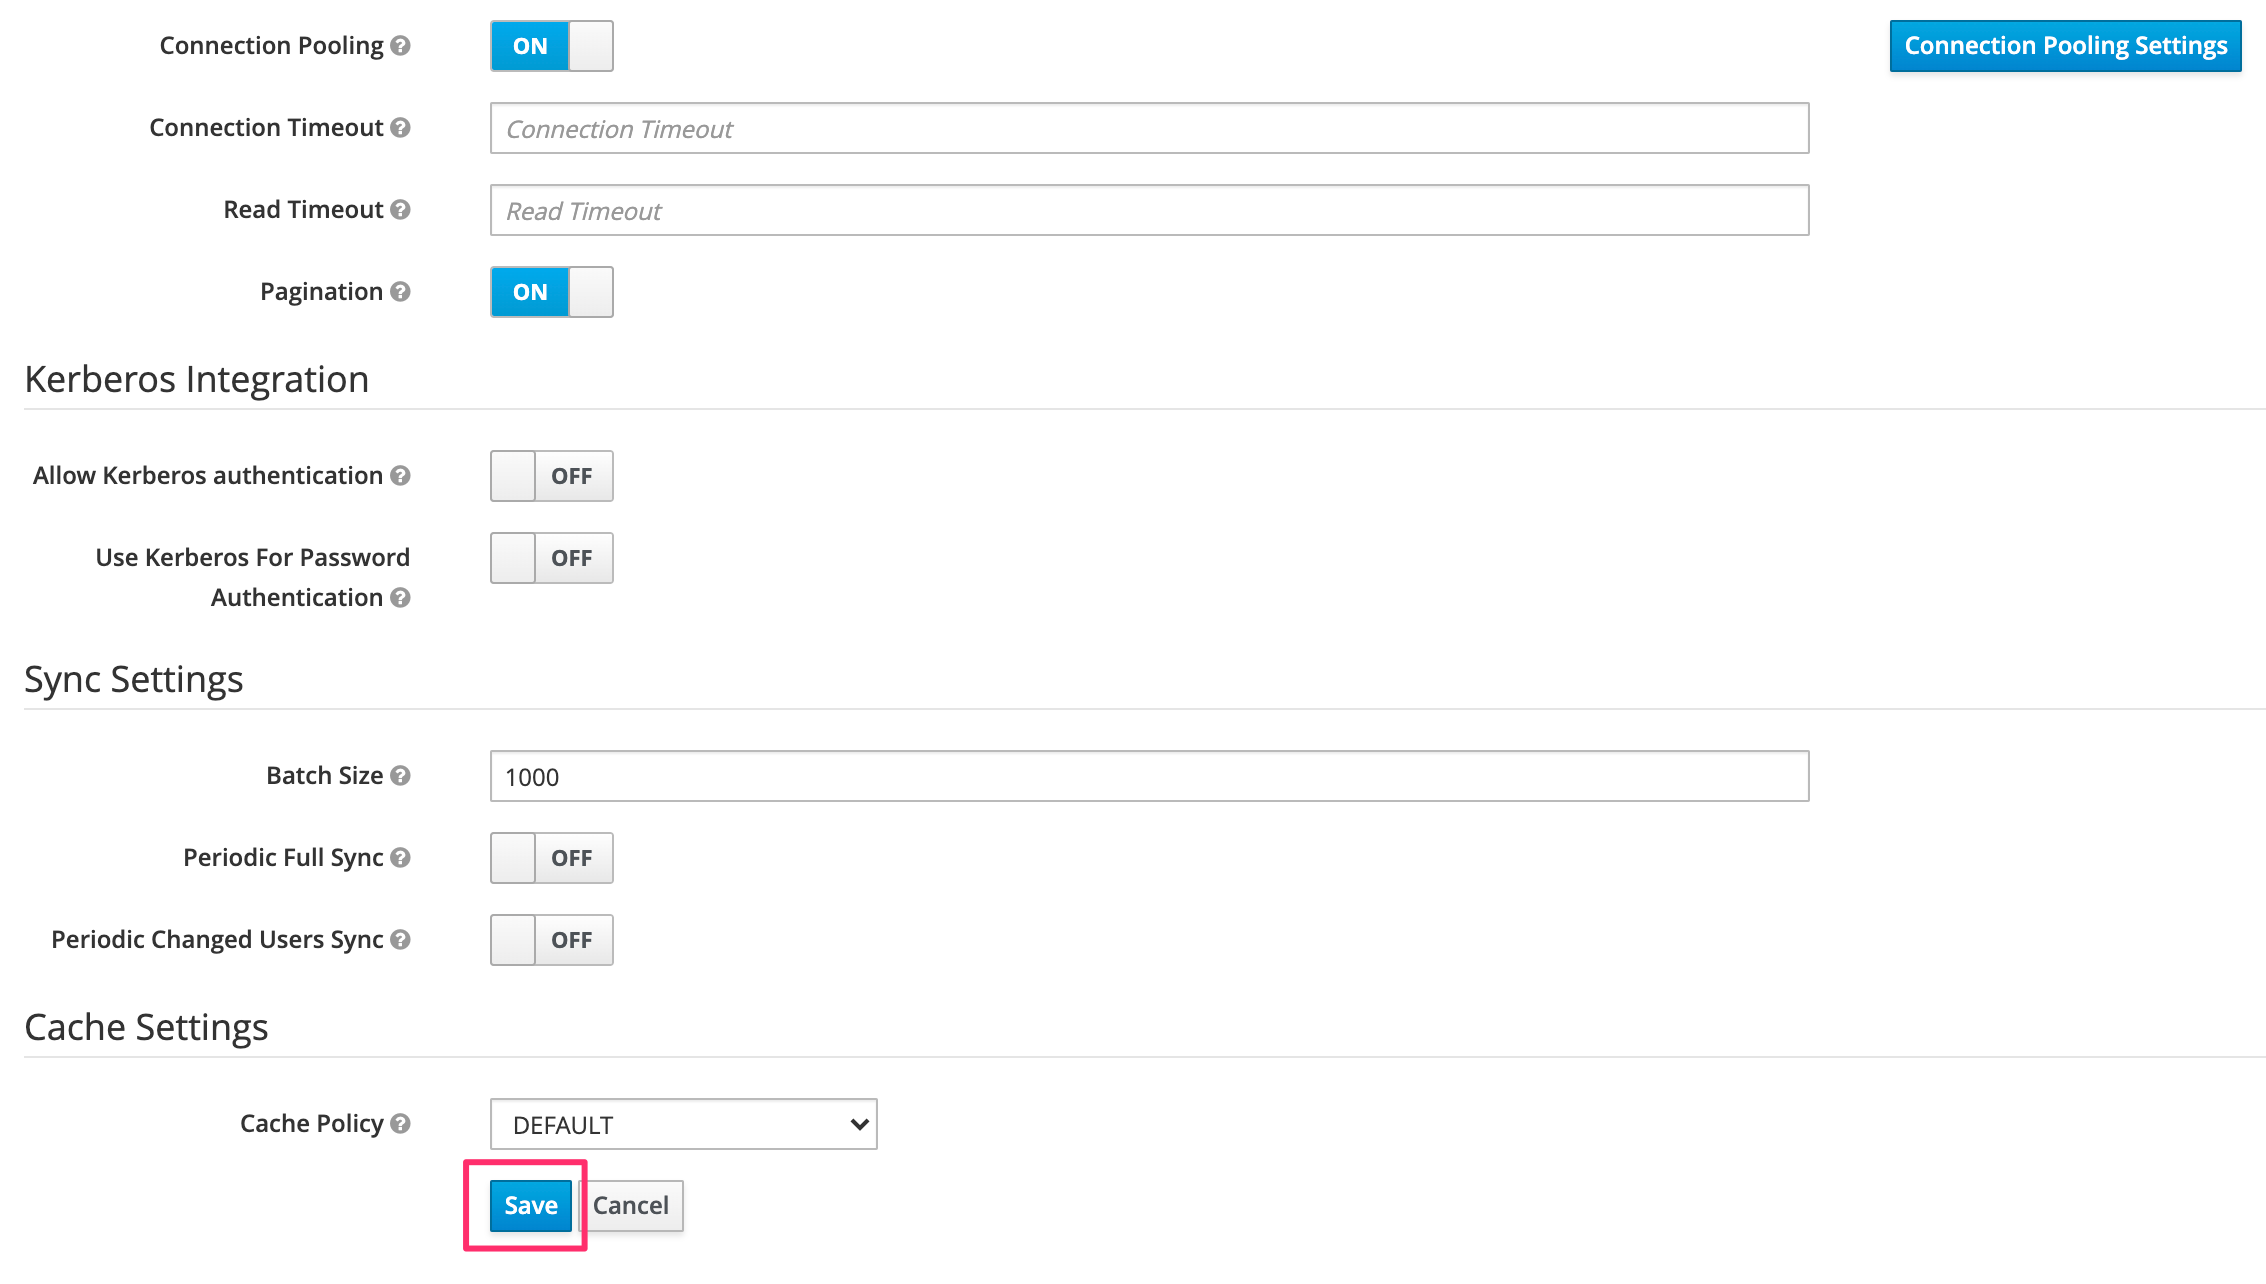 Connection Pooling ON Connection Pooling Settings
Connection Timeout Connection Timeout
Read Timeout Read Timeout
Pagination ON
Kerberos Integration
Allow Kerberos authentication OFF
Use Kerberos For Password OFF
Authentication
Sync Settings
Batch Size 1000
Periodic Full Sync OFF
Periodic Changed Users Sync OFF
Cache Settings
Cache Policy DEFAULT
Save Cancel